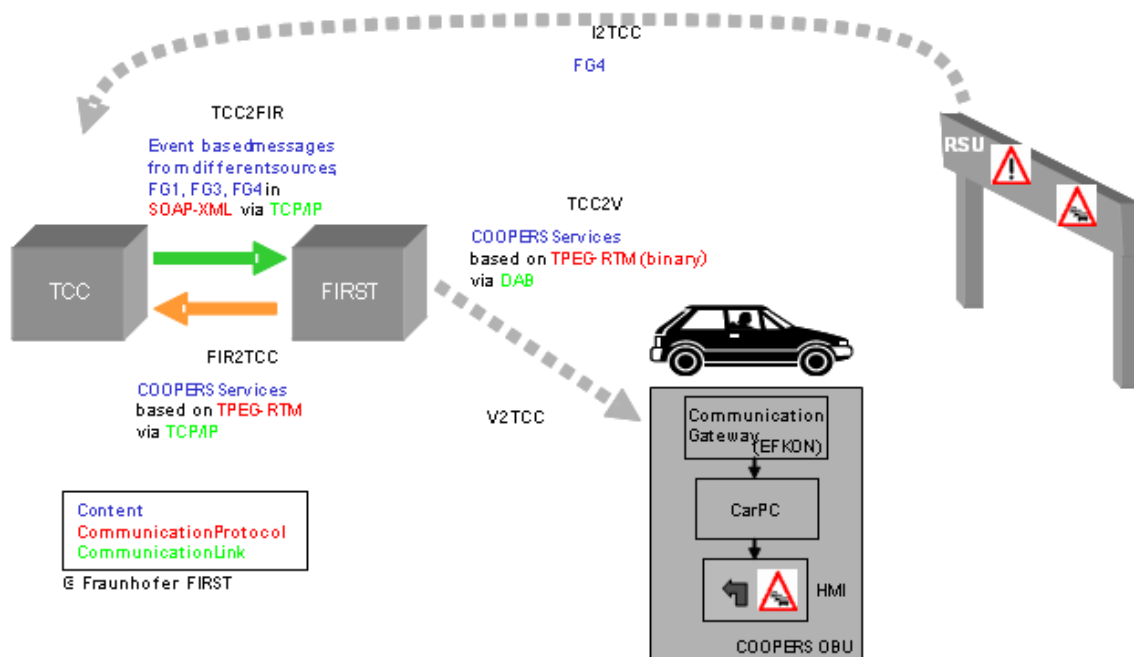 I2TCC
FG4
TCC2FIR
Event basedmessages
from differentsources,
FG1, FG3, FG4 in
SOAP-XML via TCP/IP
RSU
TCC2V
COOPERS Services
based on TPEG-RTM (binary)
via DAB
TCC
FIRST
FIR2TCC
COOPERS Services
based on TPEG-RTM
via TCP/IP
V2TCC
Communication
Gateway
(EFKON)
CarPC
HMI
COOPERS OBU
Content
CommunicationProtocol
CommunicationLink
© Fraunhofer FIRST